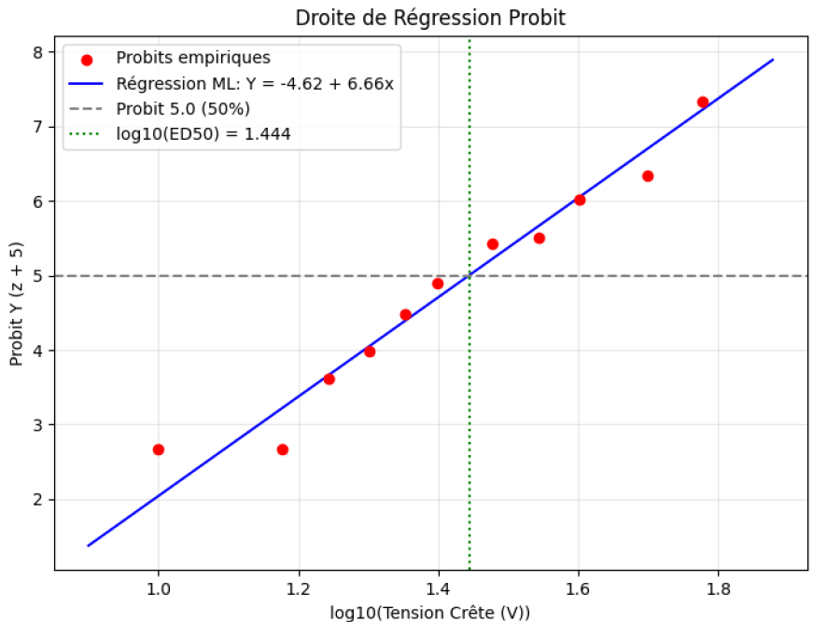 Droite de Régression Probit
Probits empiriques
Régression ML: Y = -4.62 + 6.66x
Probit 5.0 (50%)
log10(ED50) = 1.444
Probit Y (z + 5)
8
7
6
5
4
3
2
1.0 1.2 1.4 1.6 1.8
log10(Tension Crête (V))